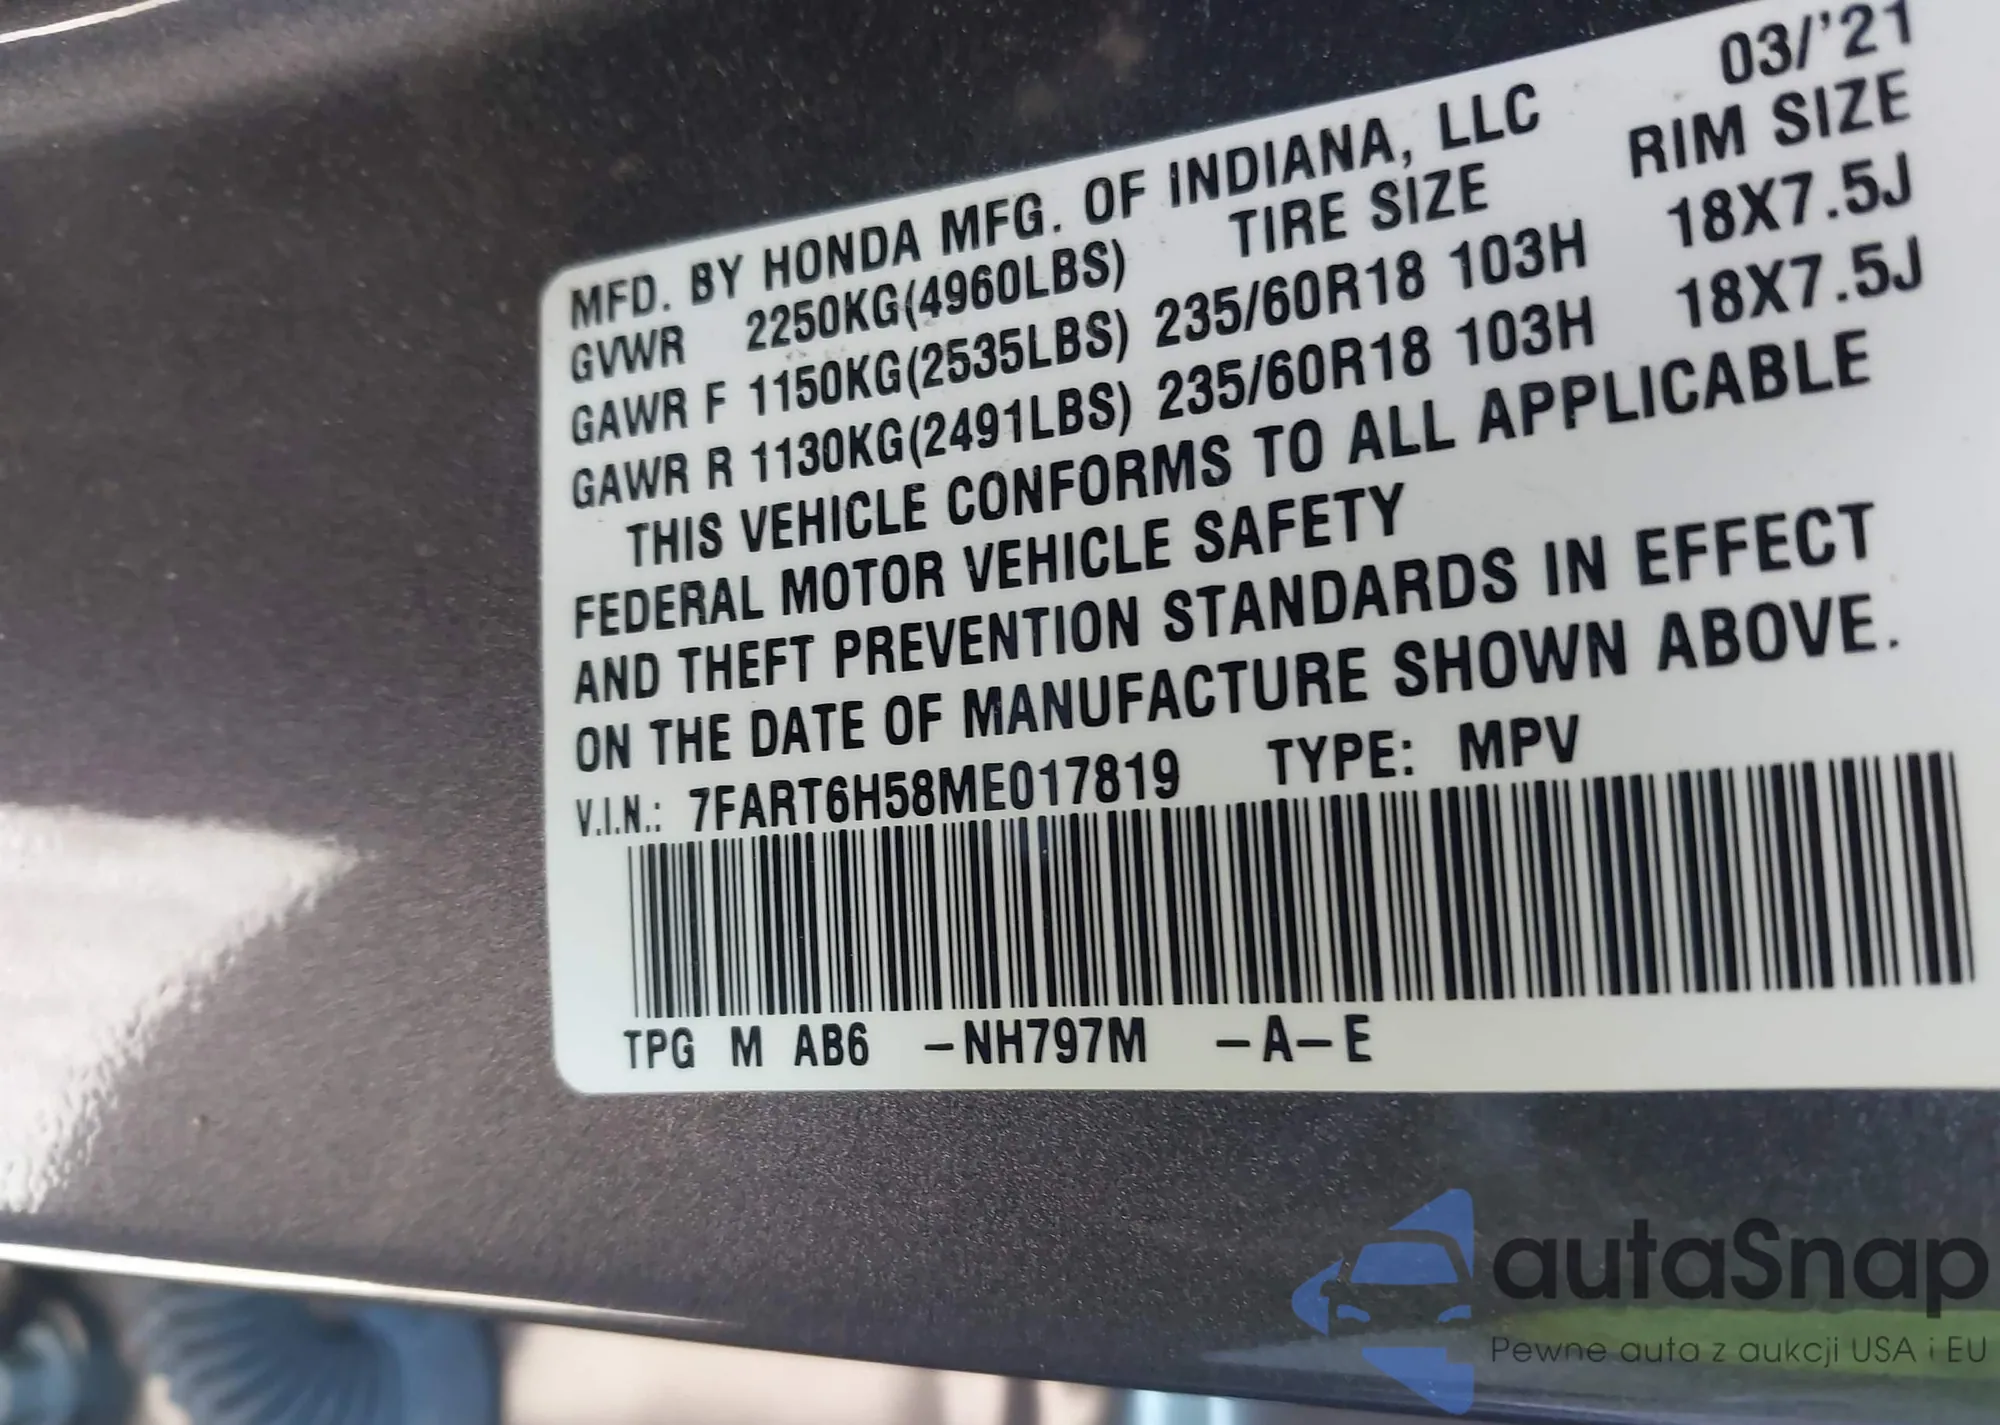 03/'21
MFD. BY HONDA MFG. OF INDIANA, LLC
GVWR 2250KG(4960LBS) TIRE SIZE RIM SIZE
GAWR F 1150KG(2535LBS) 235/60R18 103H 18X7.5J
GAWR R 1130KG(2491LBS) 235/60R18 103H 18X7.5J
THIS VEHICLE CONFORMS TO ALL APPLICABLE
FEDERAL MOTOR VEHICLE SAFETY
AND THEFT PREVENTION STANDARDS IN EFFECT
ON THE DATE OF MANUFACTURE SHOWN ABOVE.
V.I.N.: 7FART6H58ME017819 TYPE: MPV
TPG M AB6 -NH797M -A-E
autaSnap
Pewne auta z aukcji USA i EU